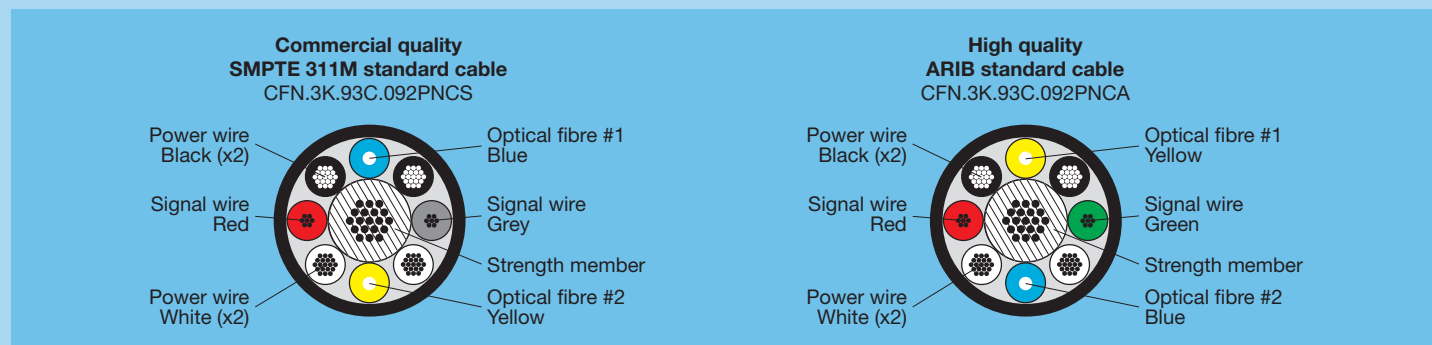 Commercial quality
SMPTE 311M standard cable
CFN.3K.93C.092PNCS
Power wire
Black (x2)
Optical fibre #1
Blue
Signal wire
Red
Signal wire
Grey
Strength member
Power wire
White (x2)
Optical fibre #2
Yellow
High quality
ARIB standard cable
CFN.3K.93C.092PNCA
Power wire
Black (x2)
Optical fibre #1
Yellow
Signal wire
Red
Signal wire
Green
Strength member
Power wire
White (x2)
Optical fibre #2
Blue